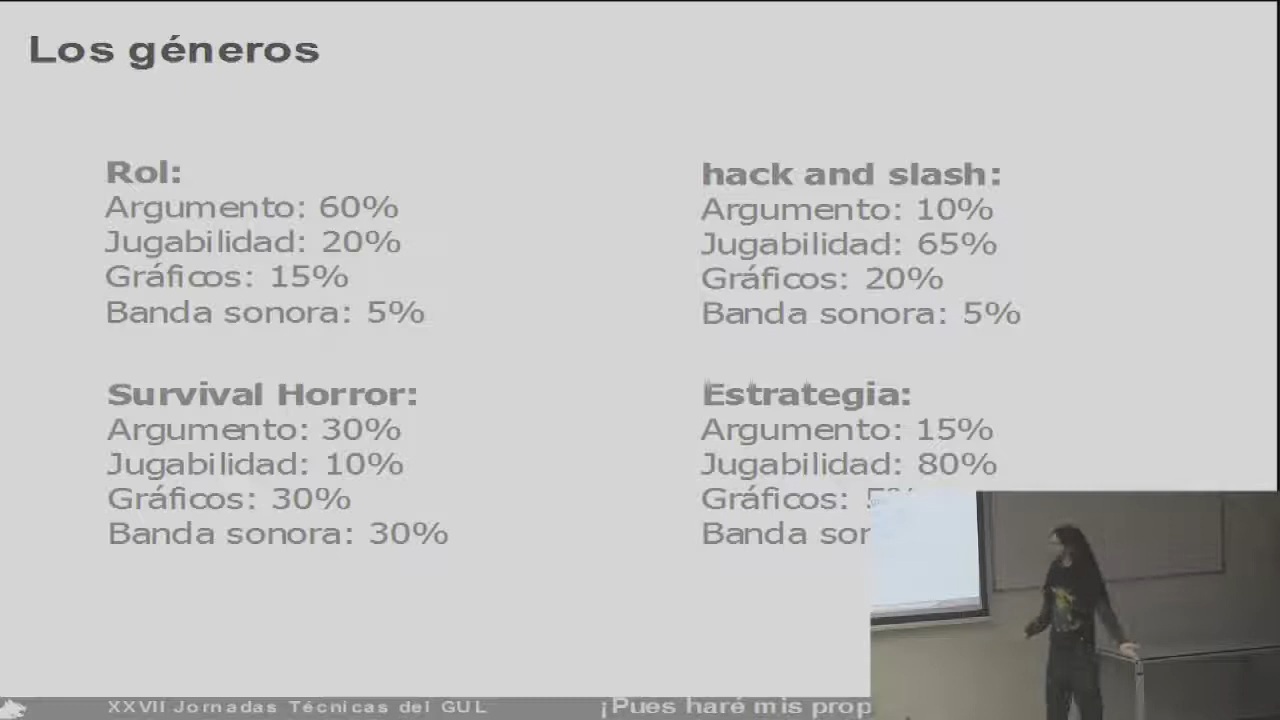 Los géneros
Rol:
Argumento: 60%
Jugabilidad: 20%
Gráficos: 15%
Banda sonora: 5%
hack and slash:
Argumento: 10%
Jugabilidad: 65%
Gráficos: 20%
Banda sonora: 5%
Survival Horror:
Argumento: 30%
Jugabilidad: 10%
Gráficos: 30%
Banda sonora: 30%
Estrategia:
Argumento: 15%
Jugabilidad: 80%
Gráficos:
Banda
XXVII Jornadas Técnicas del GUL
¡Pues haré mis